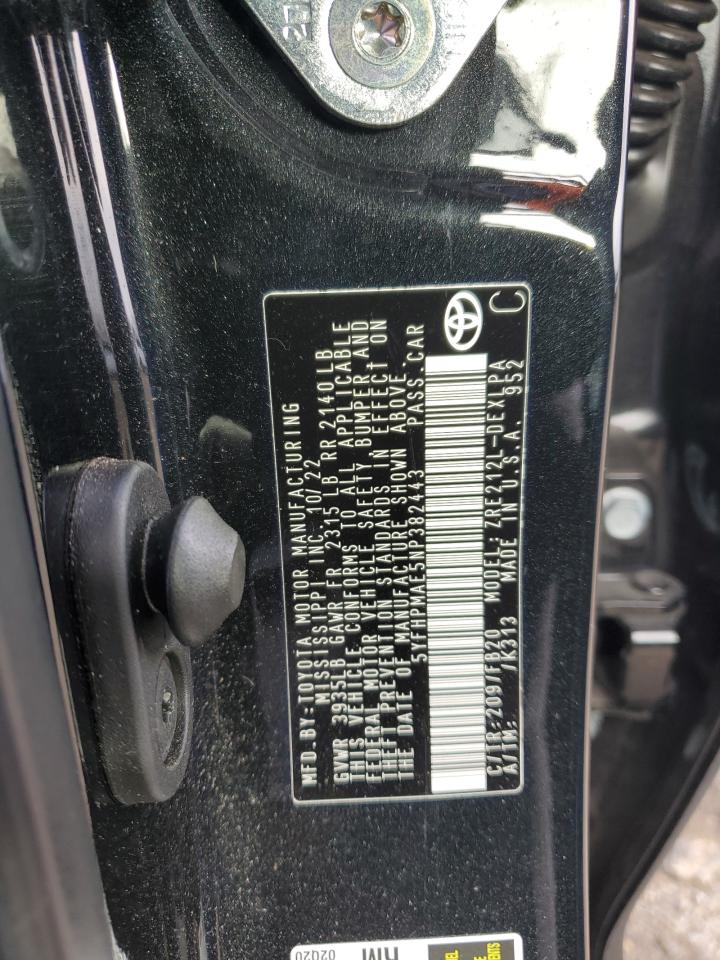 MFD.BY:TOYOTA MOTOR MANUFACTURING
MISSISSIPPI INC. 10/22
GVWR 3935LB GAWR FR 2315 LB RR 2140LB
THIS VEHICLE CONFORMS TO ALL APPLICABLE
FEDERAL MOTOR VEHICLE SAFETY, BUMPER,AND
THEFT PREVENTION STANDARDS IN EFFECT ON
THE DATE OF MANUFACTURE SHOWN ABOVE.
5YFHPMAE5NP382443 PASS.CAR
C/TR:209/FB20 MODEL:ZRE212L-DEXLPA
A/TM: /K313 MADE IN U.S.A. 952
C
02020